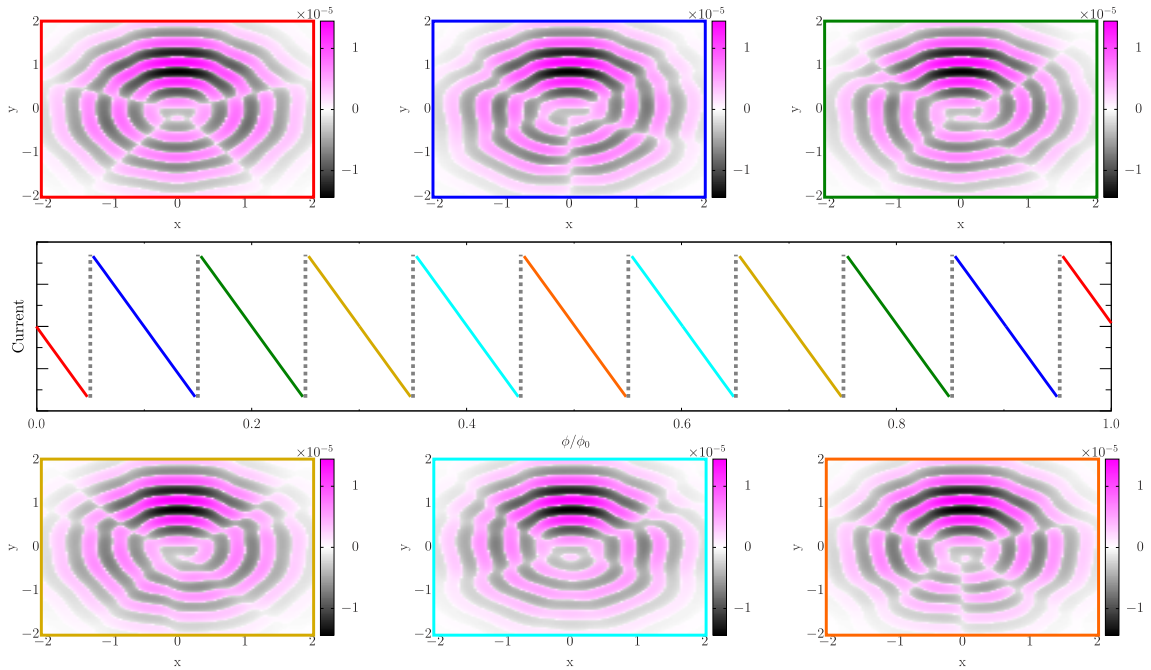 ×10⁻⁵ ×10⁻⁵ ×10⁻⁵
2 2 2
1 1 1 1 1 1
y 0 0 y 0 0 y 0 0
−1 −1 −1 −1 −1 −1
−2 −2 −2
−2 −1 0 1 2 −2 −1 0 1 2 −2 −1 0 1 2
x x x
Current
0.0 0.2 0.4 0.6 0.8 1.0
ϕ/ϕ₀
×10⁻⁵ ×10⁻⁵ ×10⁻⁵
2 2 2
1 1 1 1 1 1
y 0 0 y 0 0 y 0 0
−1 −1 −1 −1 −1 −1
−2 −2 −2
−2 −1 0 1 2 −2 −1 0 1 2 −2 −1 0 1 2
x x x